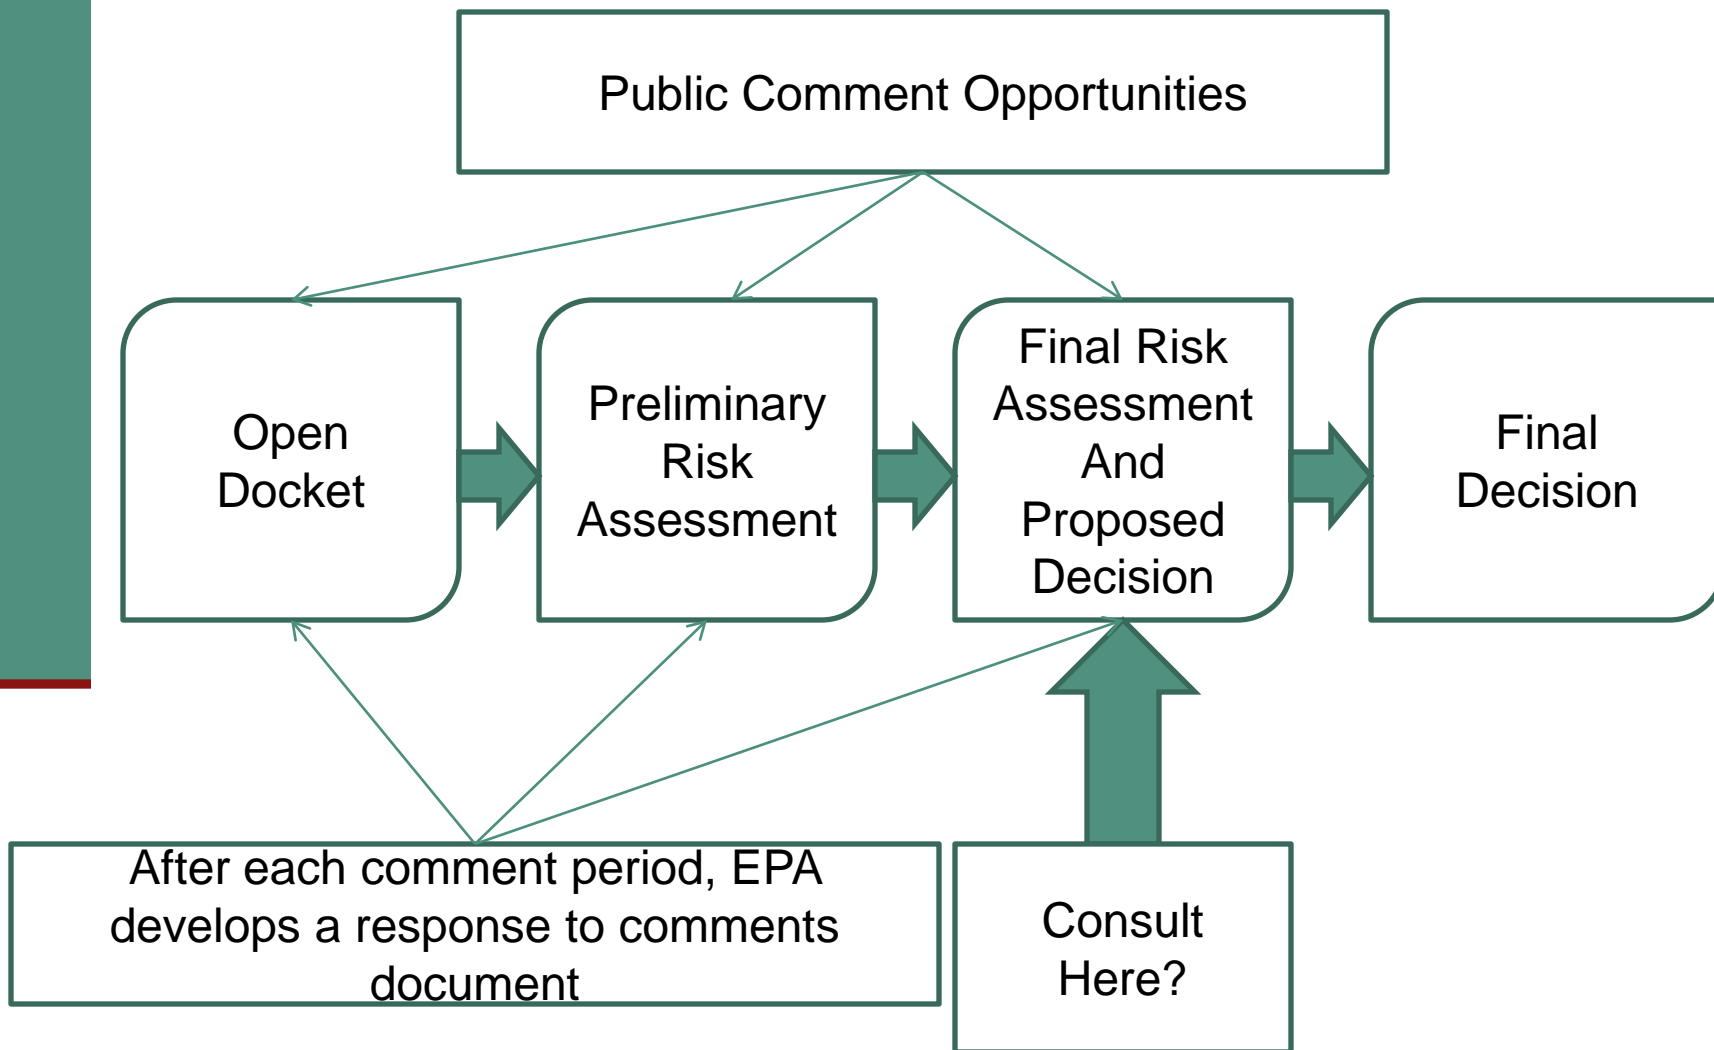 Public Comment Opportunities
Open
Docket
Preliminary
Risk
Assessment
Final Risk
Assessment
And
Proposed
Decision
Final
Decision
After each comment period, EPA
develops a response to comments
document
Consult
Here?